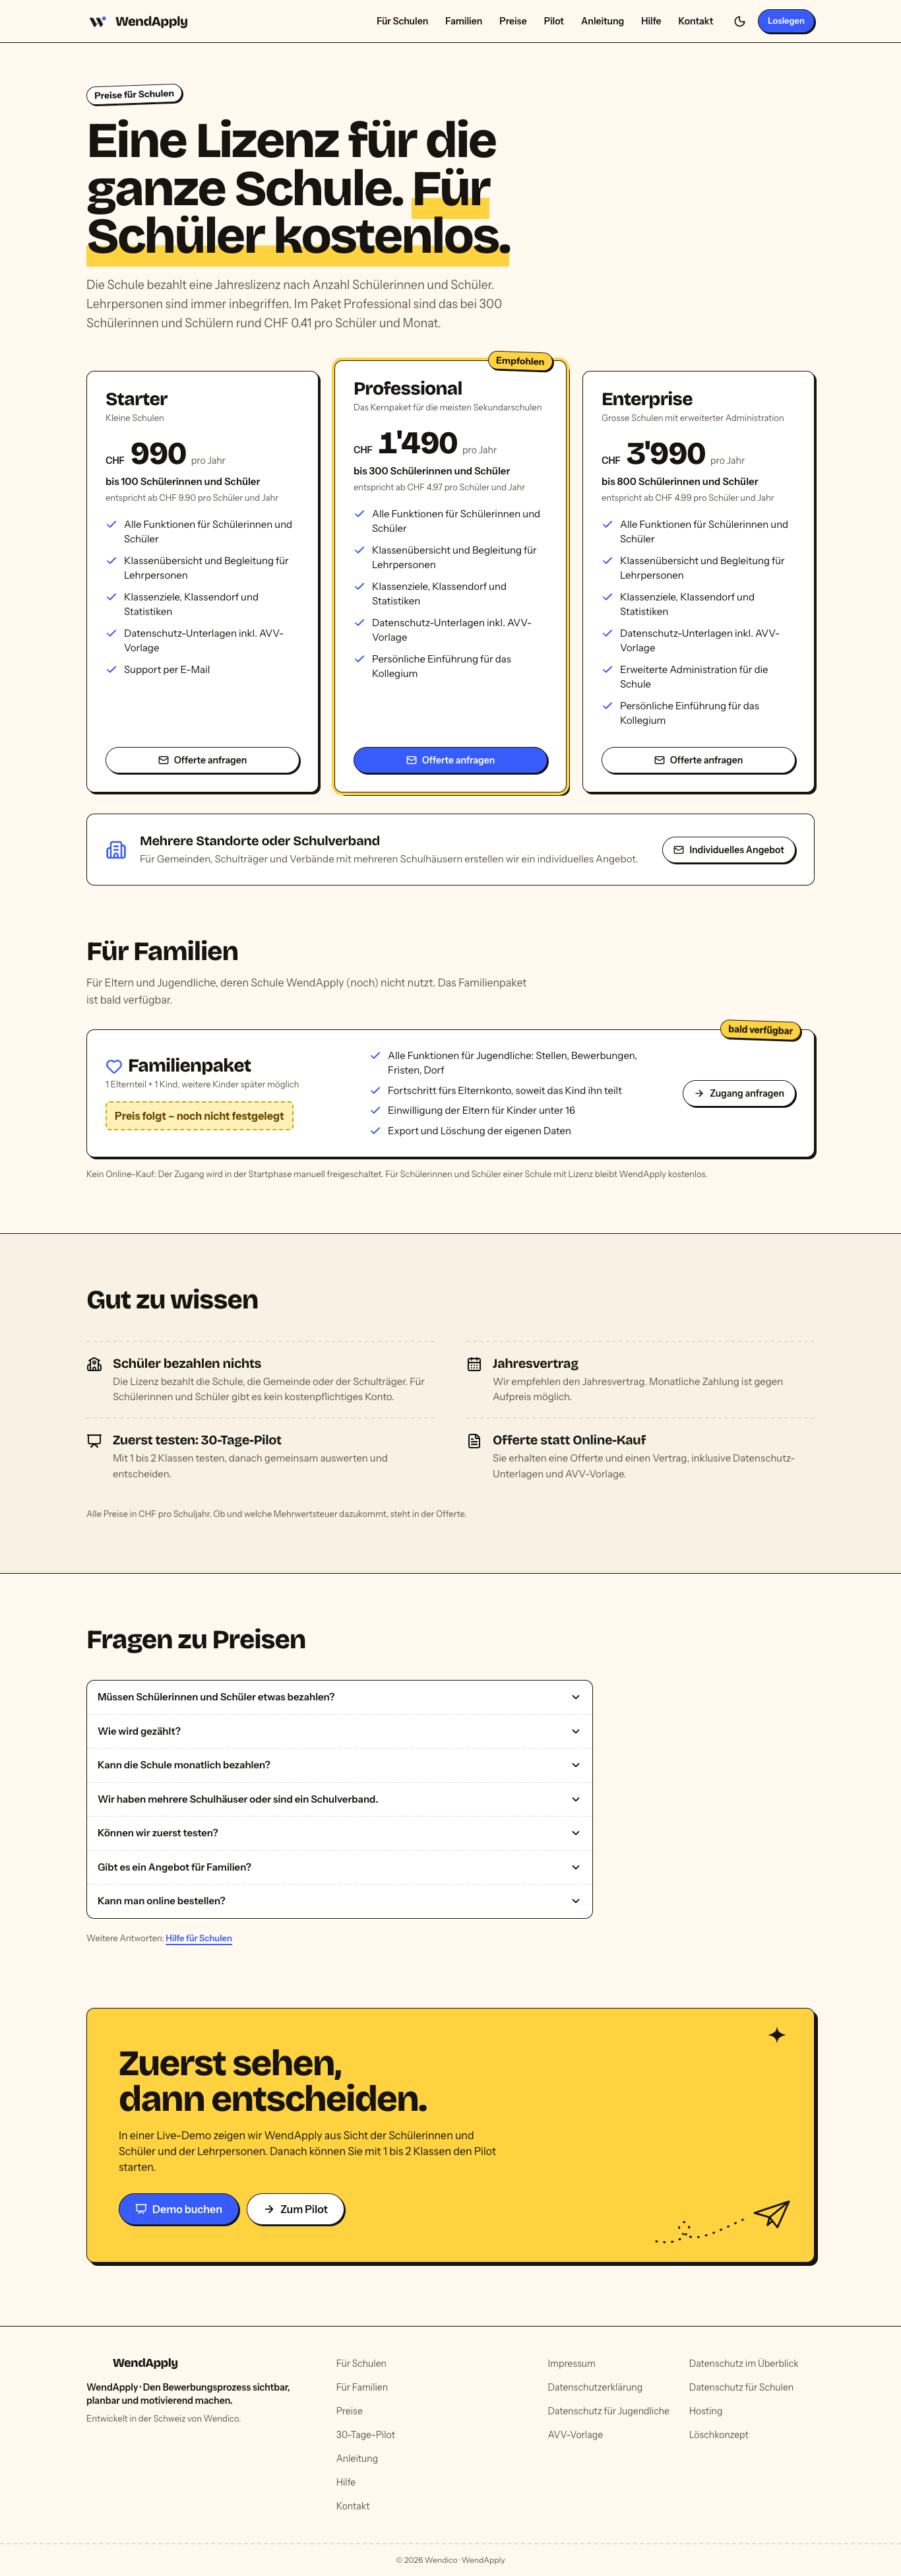 WendApply
Für Schulen
Familien
Preise
Pilot
Anleitung
Hilfe
Kontakt
Loslegen
Preise für Schulen
Eine Lizenz für die
ganze Schule. Für
Schüler kostenlos.
Die Schule bezahlt eine Jahreslizenz nach Anzahl Schülerinnen und Schüler.
Lehrpersonen sind immer inbegriffen. Im Paket Professional sind das bei 300
Schülerinnen und Schülern rund CHF 0.41 pro Schüler und Monat.
Starter
Kleine Schulen
CHF 990 pro Jahr
bis 100 Schülerinnen und Schüler
entspricht ab CHF 9.90 pro Schüler und Jahr
Alle Funktionen für Schülerinnen und
Schüler
Klassenübersicht und Begleitung für
Lehrpersonen
Klassenziele, Klassendorf und
Statistiken
Datenschutz-Unterlagen inkl. AVV-
Vorlage
Support per E-Mail
Offerte anfragen
Empfohlen
Professional
Das Kernpaket für die meisten Sekundarschulen
CHF 1'490 pro Jahr
bis 300 Schülerinnen und Schüler
entspricht ab CHF 4.97 pro Schüler und Jahr
Alle Funktionen für Schülerinnen und
Schüler
Klassenübersicht und Begleitung für
Lehrpersonen
Klassenziele, Klassendorf und
Statistiken
Datenschutz-Unterlagen inkl. AVV-
Vorlage
Persönliche Einführung für das
Kollegium
Offerte anfragen
Enterprise
Grosse Schulen mit erweiterter Administration
CHF 3'990 pro Jahr
bis 800 Schülerinnen und Schüler
entspricht ab CHF 4.99 pro Schüler und Jahr
Alle Funktionen für Schülerinnen und
Schüler
Klassenübersicht und Begleitung für
Lehrpersonen
Klassenziele, Klassendorf und
Statistiken
Datenschutz-Unterlagen inkl. AVV-
Vorlage
Erweiterte Administration für die
Schule
Persönliche Einführung für das
Kollegium
Offerte anfragen
Mehrere Standorte oder Schulverband
Für Gemeinden, Schulträger und Verbände mit mehreren Schulhäusern erstellen wir ein individuelles Angebot.
Individuelles Angebot
Für Familien
Für Eltern und Jugendliche, deren Schule WendApply (noch) nicht nutzt. Das Familienpaket
ist bald verfügbar.
bald verfügbar
Familienpaket
1 Elternteil + 1 Kind, weitere Kinder später möglich
Preis folgt – noch nicht festgelegt
Alle Funktionen für Jugendliche: Stellen, Bewerbungen,
Fristen, Dorf
Fortschritt fürs Elternkonto, soweit das Kind ihn teilt
Einwilligung der Eltern für Kinder unter 16
Export und Löschung der eigenen Daten
Zugang anfragen
Kein Online-Kauf: Der Zugang wird in der Startphase manuell freigeschaltet. Für Schülerinnen und Schüler einer Schule mit Lizenz bleibt WendApply kostenlos.
Gut zu wissen
Schüler bezahlen nichts
Die Lizenz bezahlt die Schule, die Gemeinde oder der Schulträger. Für
Schülerinnen und Schüler gibt es kein kostenpflichtiges Konto.
Jahresvertrag
Wir empfehlen den Jahresvertrag. Monatliche Zahlung ist gegen
Aufpreis möglich.
Zuerst testen: 30-Tage-Pilot
Mit 1 bis 2 Klassen testen, danach gemeinsam auswerten und
entscheiden.
Offerte statt Online-Kauf
Sie erhalten eine Offerte und einen Vertrag, inklusive Datenschutz-
Unterlagen und AVV-Vorlage.
Alle Preise in CHF pro Schuljahr. Ob und welche Mehrwertsteuer dazukommt, steht in der Offerte.
Fragen zu Preisen
Müssen Schülerinnen und Schüler etwas bezahlen?
Wie wird gezählt?
Kann die Schule monatlich bezahlen?
Wir haben mehrere Schulhäuser oder sind ein Schulverband.
Können wir zuerst testen?
Gibt es ein Angebot für Familien?
Kann man online bestellen?
Weitere Antworten: Hilfe für Schulen
Zuerst sehen,
dann entscheiden.
In einer Live-Demo zeigen wir WendApply aus Sicht der Schülerinnen und
Schüler und der Lehrpersonen. Danach können Sie mit 1 bis 2 Klassen den Pilot
starten.
Demo buchen
Zum Pilot
WendApply
WendApply · Den Bewerbungsprozess sichtbar,
planbar und motivierend machen.
Entwickelt in der Schweiz von Wendico.
Für Schulen
Für Familien
Preise
30-Tage-Pilot
Anleitung
Hilfe
Kontakt
Impressum
Datenschutzerklärung
Datenschutz für Jugendliche
AVV-Vorlage
Datenschutz im Überblick
Datenschutz für Schulen
Hosting
Löschkonzept
© 2026 Wendico · WendApply